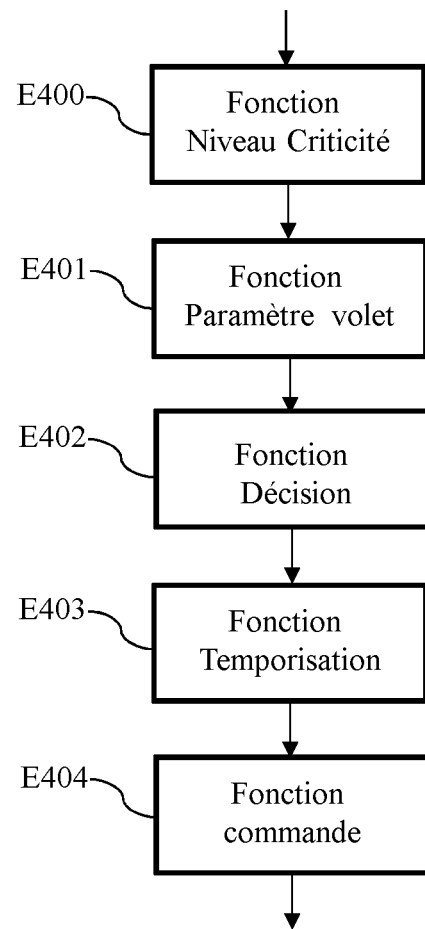 E400
Fonction
Niveau Criticité
E401
Fonction
Paramètre volet
E402
Fonction
Décision
E403
Fonction
Temporisation
E404
Fonction
commande